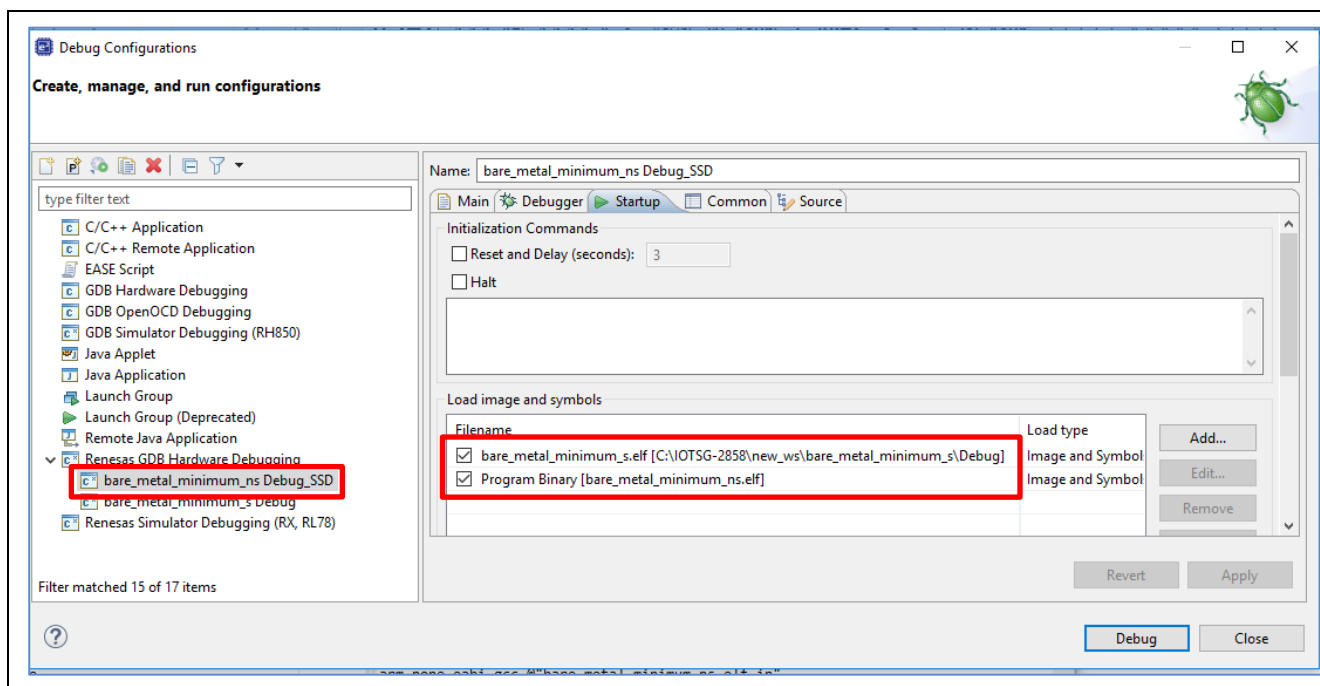 Debug Configurations
Create, manage, and run configurations
type filter text
C/C++ Application
C/C++ Remote Application
EASE Script
GDB Hardware Debugging
GDB OpenOCD Debugging
GDB Simulator Debugging (RH850)
Java Applet
Java Application
Launch Group
Launch Group (Deprecated)
Remote Java Application
Renesas GDB Hardware Debugging
bare_metal_minimum_ns Debug_SSD
bare_metal_minimum_s Debug
Renesas Simulator Debugging (RX, RL78)
Filter matched 15 of 17 items
Name: bare_metal_minimum_ns Debug_SSD
Main Debugger Startup Common Source
Initialization Commands
Reset and Delay (seconds): 3
Halt
Load image and symbols
Filename Load type
bare_metal_minimum_s.elf [C:\IOTSG-2858\new_ws\bare_metal_minimum_s\Debug] Image and Symbol
Program Binary [bare_metal_minimum_ns.elf] Image and Symbol
Add...
Edit...
Remove
Revert Apply
Debug Close